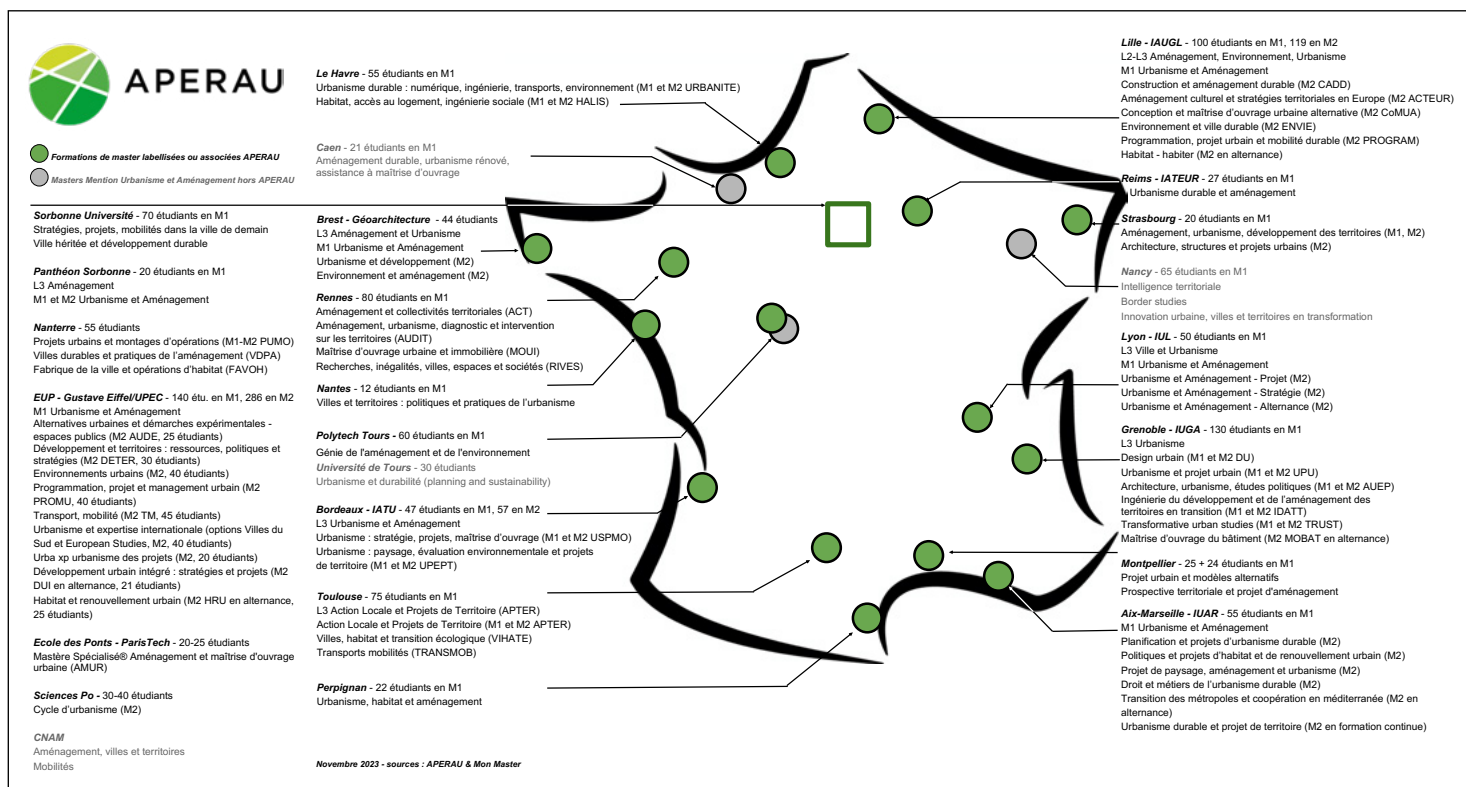 APERAU
Formations de master labellisées ou associées APERAU
Masters Mention Urbanisme et Aménagement hors APERAU
Sorbonne Université - 70 étudiants en M1
Stratégies, projets, mobilités dans la ville de demain
Ville héritée et développement durable
Panthéon Sorbonne - 20 étudiants en M1
L3 Aménagement
M1 et M2 Urbanisme et Aménagement
Nanterre - 55 étudiants
Projets urbains et montages d'opérations (M1-M2 PUMO)
Villes durables et pratiques de l'aménagement (VDPA)
Fabrique de la ville et opérations d'habitat (FAVOH)
EUP - Gustave Eiffel/UPEC - 140 étu. en M1, 286 en M2
M1 Urbanisme et Aménagement
Alternatives urbaines et démarches expérimentales -
espaces publics (M2 AUDE, 25 étudiants)
Développement et territoires : ressources, politiques et
stratégies (M2 DETER, 30 étudiants)
Environnements urbains (M2, 40 étudiants)
Programmation, projet et management urbain (M2
PROMU, 40 étudiants)
Transport, mobilité (M2 TM, 45 étudiants)
Urbanisme et expertise internationale (options Villes du
Sud et European Studies, M2, 40 étudiants)
Urba xp urbanisme des projets (M2, 20 étudiants)
Développement urbain intégré : stratégies et projets (M2
DUI en alternance, 21 étudiants)
Habitat et renouvellement urbain (M2 HRU en alternance,
25 étudiants)
Ecole des Ponts - ParisTech - 20-25 étudiants
Mastère Spécialisé® Aménagement et maîtrise d'ouvrage
urbaine (AMUR)
Sciences Po - 30-40 étudiants
Cycle d'urbanisme (M2)
CNAM
Aménagement, villes et territoires
Mobilités
Le Havre - 55 étudiants en M1
Urbanisme durable : numérique, ingénierie, transports, environnement (M1 et M2 URBANITE)
Habitat, accès au logement, ingénierie sociale (M1 et M2 HALIS)
Caen - 21 étudiants en M1
Aménagement durable, urbanisme rénové,
assistance à maîtrise d'ouvrage
Brest - Géoarchitecture - 44 étudiants
L3 Aménagement et Urbanisme
M1 Urbanisme et Aménagement
Urbanisme et développement (M2)
Environnement et aménagement (M2)
Rennes - 80 étudiants en M1
Aménagement et collectivités territoriales (ACT)
Aménagement, urbanisme, diagnostic et intervention
sur les territoires (AUDIT)
Maîtrise d'ouvrage urbaine et immobilière (MOUI)
Recherches, inégalités, villes, espaces et sociétés (RIVES)
Nantes - 12 étudiants en M1
Villes et territoires : politiques et pratiques de l'urbanisme
Polytech Tours - 60 étudiants en M1
Génie de l'aménagement et de l'environnement
Université de Tours - 30 étudiants
Urbanisme et durabilité (planning and sustainability)
Bordeaux - IATU - 47 étudiants en M1, 57 en M2
L3 Urbanisme et Aménagement
Urbanisme : stratégie, projets, maîtrise d'ouvrage (M1 et M2 USPMO)
Urbanisme : paysage, évaluation environnementale et projets
de territoire (M1 et M2 UPEPT)
Toulouse - 75 étudiants en M1
L3 Action Locale et Projets de Territoire (APTER)
Action Locale et Projets de Territoire (M1 et M2 APTER)
Villes, habitat et transition écologique (VIHATE)
Transports mobilités (TRANSMOB)
Perpignan - 22 étudiants en M1
Urbanisme, habitat et aménagement
Novembre 2023 - sources : APERAU & Mon Master
Lille - IAUGL - 100 étudiants en M1, 119 en M2
L2-L3 Aménagement, Environnement, Urbanisme
M1 Urbanisme et Aménagement
Construction et aménagement durable (M2 CADD)
Aménagement culturel et stratégies territoriales en Europe (M2 ACTEUR)
Conception et maîtrise d'ouvrage urbaine alternative (M2 CoMUA)
Environnement et ville durable (M2 ENVIE)
Programmation, projet urbain et mobilité durable (M2 PROGRAM)
Habitat - habiter (M2 en alternance)
Reims - IATEUR - 27 étudiants en M1
Urbanisme durable et aménagement
Strasbourg - 20 étudiants en M1
Aménagement, urbanisme, développement des territoires (M1, M2)
Architecture, structures et projets urbains (M2)
Nancy - 65 étudiants en M1
Intelligence territoriale
Border studies
Innovation urbaine, villes et territoires en transformation
Lyon - IUL - 50 étudiants en M1
L3 Ville et Urbanisme
M1 Urbanisme et Aménagement
Urbanisme et Aménagement - Projet (M2)
Urbanisme et Aménagement - Stratégie (M2)
Urbanisme et Aménagement - Alternance (M2)
Grenoble - IUGA - 130 étudiants en M1
L3 Urbanisme
Design urbain (M1 et M2 DU)
Urbanisme et projet urbain (M1 et M2 UPU)
Architecture, urbanisme, études politiques (M1 et M2 AUEP)
Ingénierie du développement et de l'aménagement des
territoires en transition (M1 et M2 IDATT)
Transformative urban studies (M1 et M2 TRUST)
Maîtrise d'ouvrage du bâtiment (M2 MOBAT en alternance)
Montpellier - 25 + 24 étudiants en M1
Projet urbain et modèles alternatifs
Prospective territoriale et projet d'aménagement
Aix-Marseille - IUAR - 55 étudiants en M1
M1 Urbanisme et Aménagement
Planification et projets d'urbanisme durable (M2)
Politiques et projets d'habitat et de renouvellement urbain (M2)
Projet de paysage, aménagement et urbanisme (M2)
Droit et métiers de l'urbanisme durable (M2)
Transition des métropoles et coopération en méditerranée (M2 en
alternance)
Urbanisme durable et projet de territoire (M2 en formation continue)